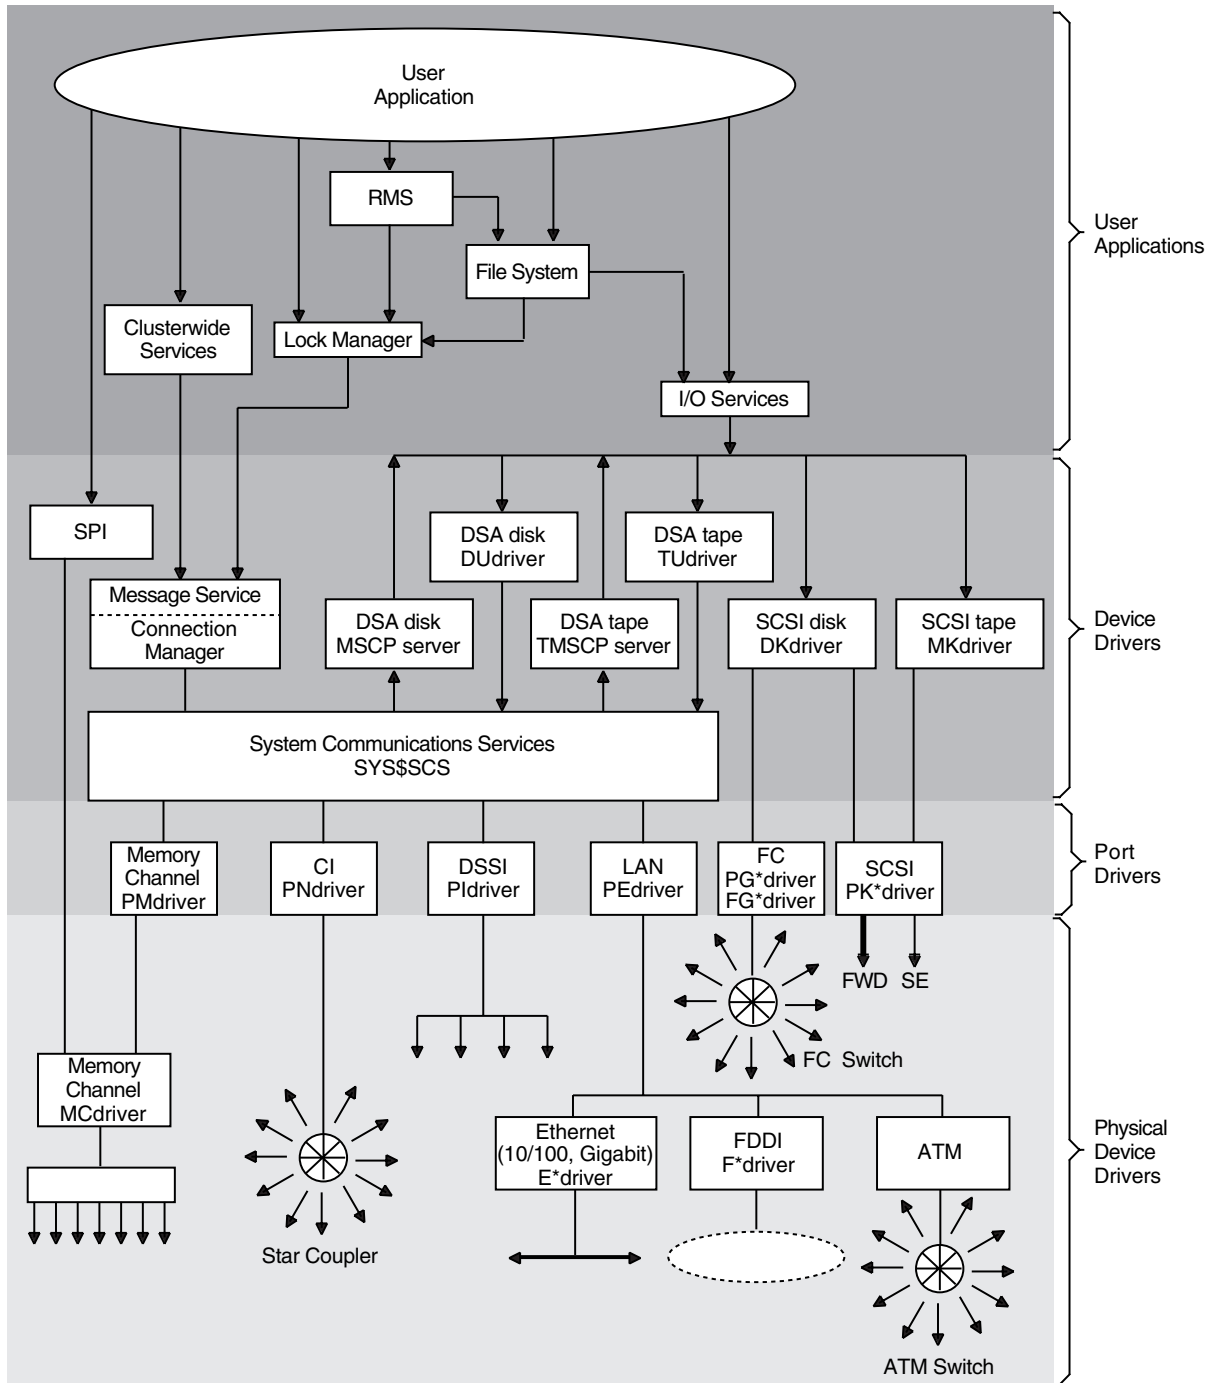 User
Application
RMS
User
Applications
File System
Clusterwide
Services
Lock Manager
I/O Services
SPI
DSA disk
DUdriver
DSA tape
TUdriver
Message Service
Connection
Manager
DSA disk
MSCP server
DSA tape
TMSCP server
SCSI disk
DKdriver
SCSI tape
MKdriver
Device
Drivers
System Communications Services
SYS$SCS
Memory
Channel
PMdriver
CI
PNdriver
DSSI
PIdriver
LAN
PEdriver
FC
PG*driver
FG*driver
SCSI
PK*driver
Port
Drivers
FWD SE
FC Switch
Memory
Channel
MCdriver
Ethernet
(10/100, Gigabit)
E*driver
FDDI
F*driver
ATM
Physical
Device
Drivers
Star Coupler
ATM Switch